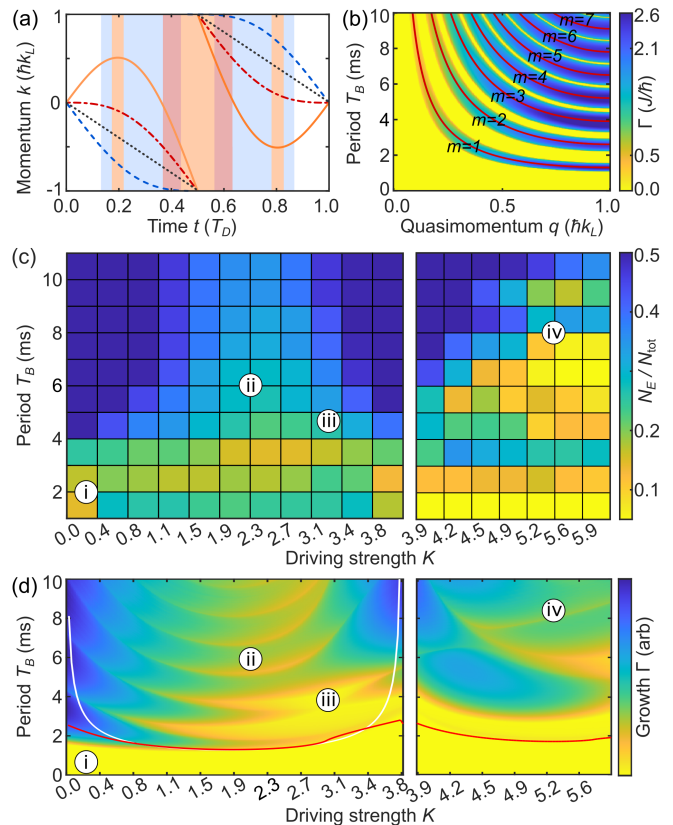 (a)
Momentum k (ħk_L)
1
0
-1
0.0 0.2 0.4 0.6 0.8 1.0
Time t (T_D)
(b)
Period T_B (ms)
10
8
6
4
2
0
m=7
m=6
m=5
m=4
m=3
m=2
m=1
0.5 1.0
Quasimomentum q (ħk_L)
2.6
2.1
1.6
1.0
0.5
0.0
Γ (J/ħ)
(c)
Period T_B (ms)
10
8
6
4
2
i
ii
iii
iv
0.0 0.4 0.8 1.1 1.5 1.9 2.3 2.7 3.1 3.4 3.8
3.9 4.2 4.5 4.9 5.2 5.6 5.9
Driving strength K
0.5
0.4
0.2
0.1
N_E / N_tot
(d)
Period T_B (ms)
8
6
4
2
0
i
ii
iii
iv
0.0 0.4 0.8 1.1 1.5 1.9 2.3 2.7 3.1 3.4 3.8
3.9 4.2 4.5 4.9 5.2 5.6
Driving strength K
Growth Γ (arb)